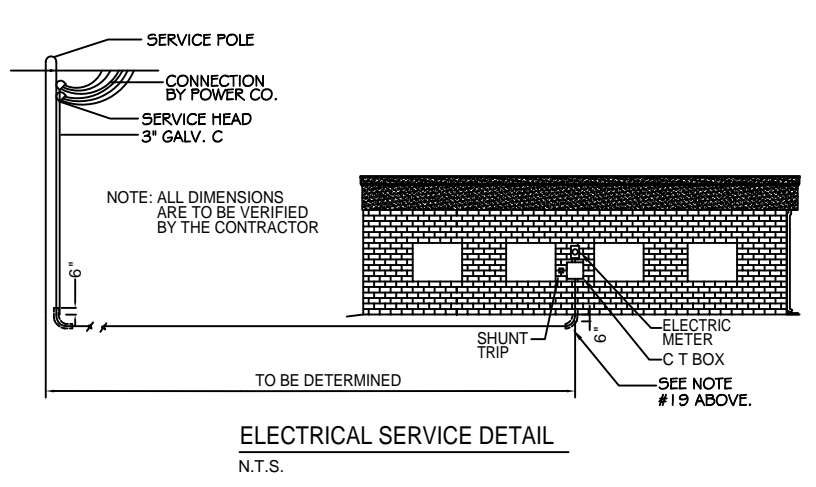 SERVICE POLE
CONNECTION
BY POWER CO.
SERVICE HEAD
3" GALV. C
NOTE: ALL DIMENSIONS
ARE TO BE VERIFIED
BY THE CONTRACTOR
6"
SHUNT
TRIP
6"
ELECTRIC
METER
C T BOX
TO BE DETERMINED
SEE NOTE
#19 ABOVE.
ELECTRICAL SERVICE DETAIL
N.T.S.